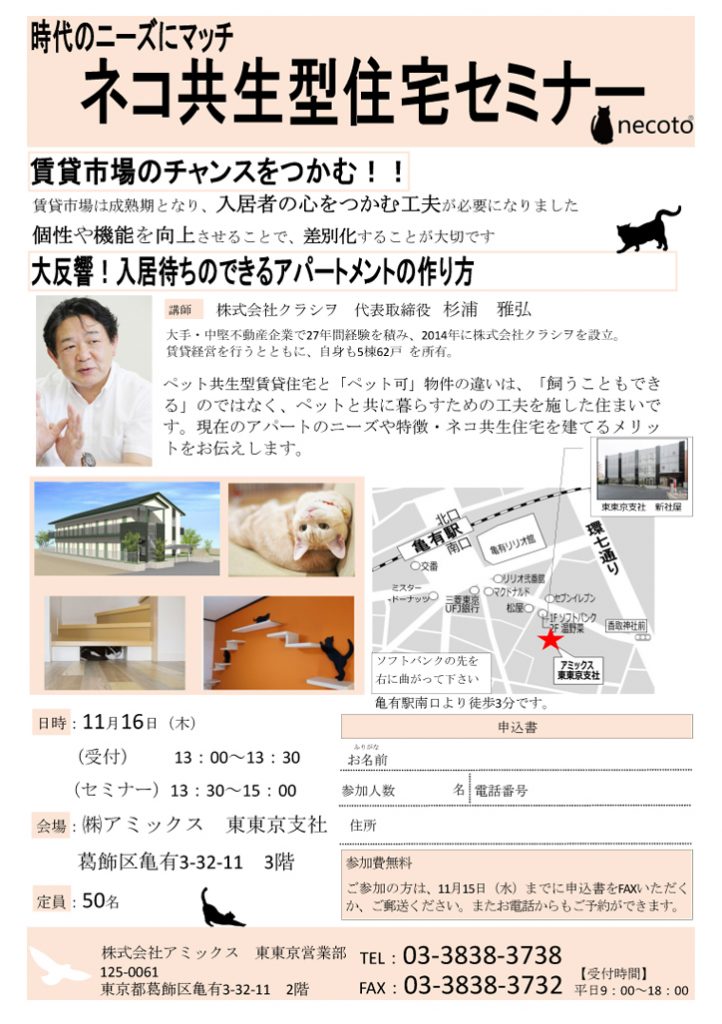 時代のニーズにマッチ
ネコ共生型住宅セミナー
necoto®
賃貸市場のチャンスをつかむ！！
賃貸市場は成熟期となり、入居者の心をつかむ工夫が必要になりました
個性や機能を向上させることで、差別化することが大切です
大反響！入居待ちのできるアパートメントの作り方
講師 株式会社クラシヲ 代表取締役 杉浦 雅弘
大手・中堅不動産企業で27年間経験を積み、2014年に株式会社クラシヲを設立。
賃貸経営を行うとともに、自身も5棟62戸 を所有。
ペット共生型賃貸住宅と「ペット可」物件の違いは、「飼うこともでき
る」のではなく、ペットと共に暮らすための工夫を施した住まいで
す。現在のアパートのニーズや特徴・ネコ共生住宅を建てるメリッ
トをお伝えします。
東東京支社 新社屋
北口
亀有駅
南口
亀有リリオ館
環七通り
交番
リリオ弐番館
ミスター
ドーナッツ
三菱東京
UFJ銀行
マクドナルド
セブンイレブン
松屋
1F ソフトバンク
2F 温野菜
香取神社前
アミックス
東東京支社
ソフトバンクの先を
右に曲がって下さい
亀有駅南口より徒歩3分です。
日時：11月16日（木）
（受付） 13：00～13：30
（セミナー）13：30～15：00
会場：㈱アミックス 東東京支社
葛飾区亀有3-32-11 3階
定員：50名
申込書
ふりがな
お名前
参加人数 名 電話番号
住所
参加費無料
ご参加の方は、11月15日（水）までに申込書をFAXいただく
か、ご郵送ください。またお電話からもご予約ができます。
株式会社アミックス 東東京営業部
125-0061
東京都葛飾区亀有3-32-11 2階
TEL：03-3838-3738
FAX：03-3838-3732
【受付時間】
平日9：00～18：00